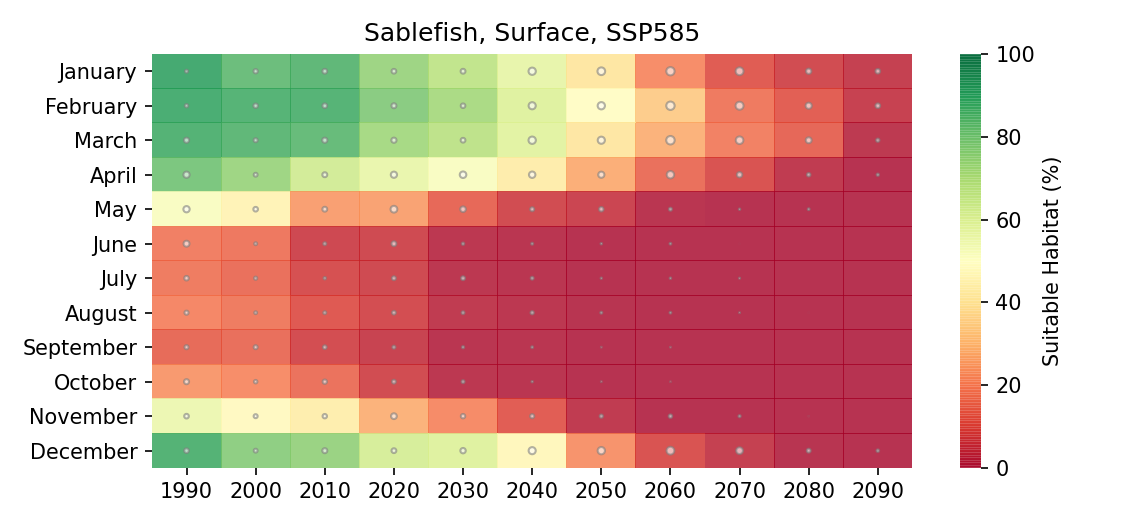 Sablefish, Surface, SSP585
January
February
March
April
May
June
July
August
September
October
November
December
1990 2000 2010 2020 2030 2040 2050 2060 2070 2080 2090
100
80
60
40
20
0
Suitable Habitat (%)